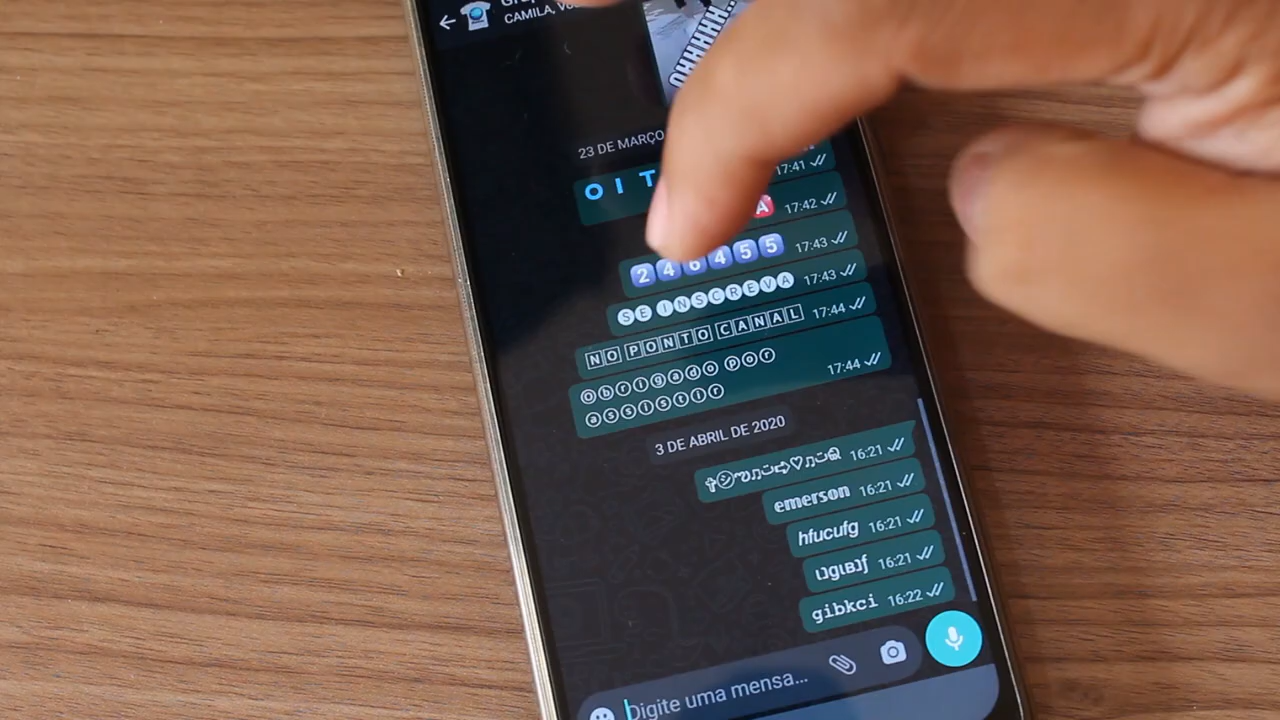 CAMILA,
23 DE MARÇO
O I T
17:41
A 17:42
246455 17:43
SE INSCREVA 17:43
NO PONTO CANAL 17:44
Obrigado por
assistir 17:44
3 DE ABRIL DE 2020
16:21
emerson 16:21
hfucufg 16:21
16:21
gibkci 16:22
Digite uma mensa...